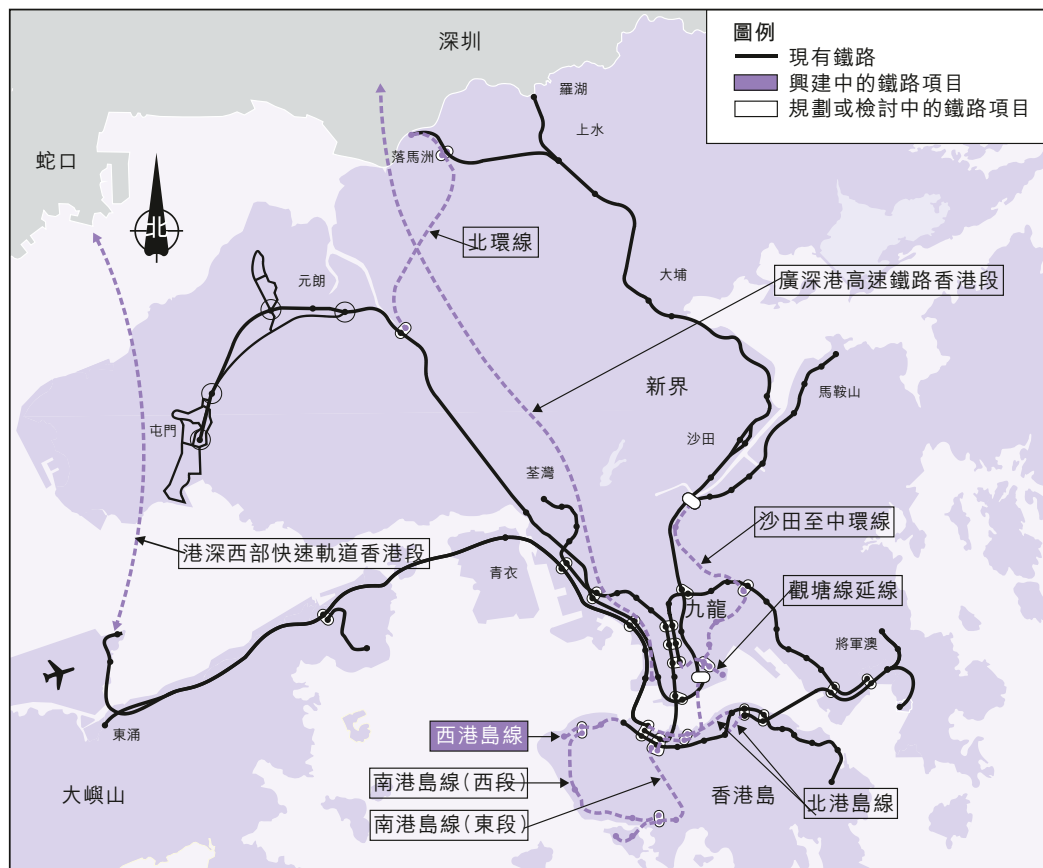 圖例
現有鐵路
興建中的鐵路項目
規劃或檢討中的鐵路項目
深圳
羅湖
上水
落馬洲
蛇口
北
北環線
元朗
大埔
廣深港高速鐵路香港段
新界
馬鞍山
屯門
沙田
荃灣
沙田至中環線
港深西部快速軌道香港段
青衣
觀塘線延線
九龍
將軍澳
東涌
西港島線
南港島線(西段)
大嶼山
香港島
北港島線
南港島線(東段)